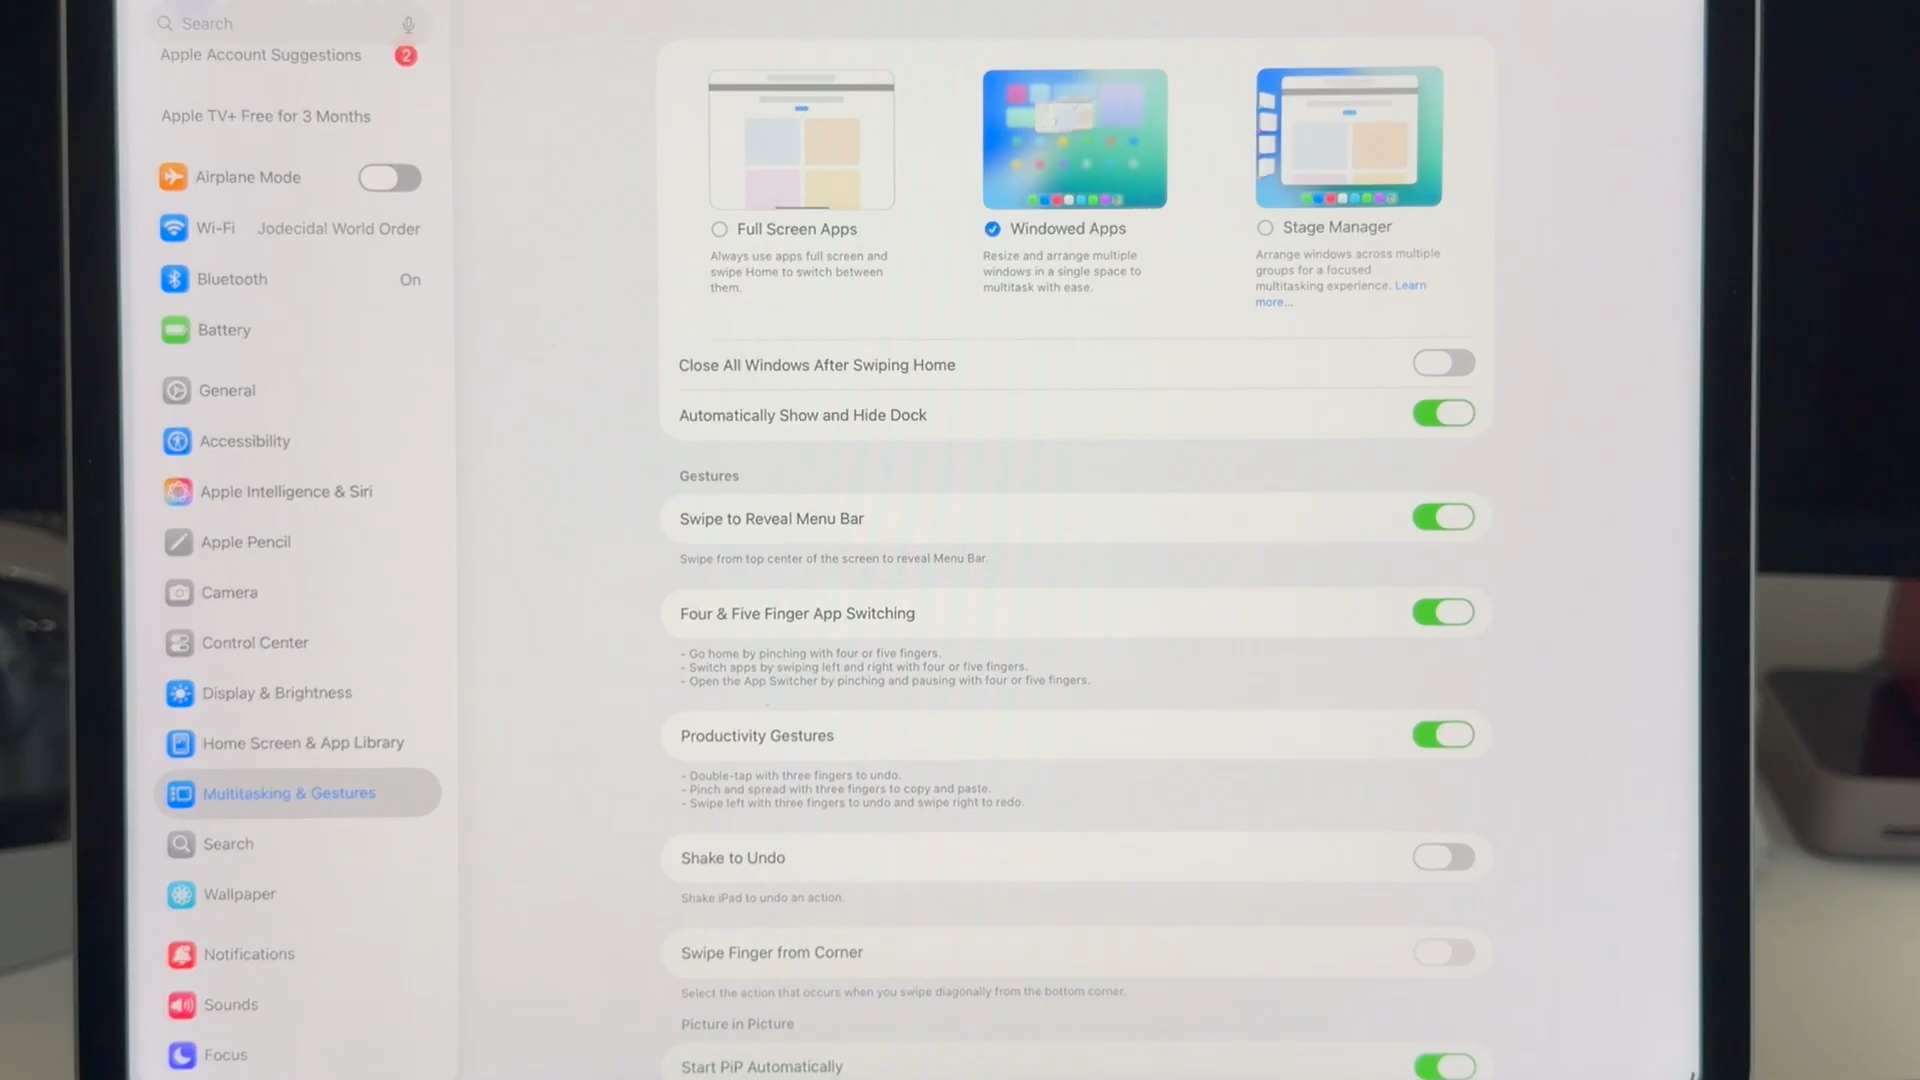 Search
Apple Account Suggestions 2
Apple TV+ Free for 3 Months
Airplane Mode
Wi-Fi Jodecidal World Order
Bluetooth On
Battery
General
Accessibility
Apple Intelligence & Siri
Apple Pencil
Camera
Control Center
Display & Brightness
Home Screen & App Library
Multitasking & Gestures
Search
Wallpaper
Notifications
Sounds
Focus
Full Screen Apps
Always use apps full screen and
swipe Home to switch between
them.
Windowed Apps
Resize and arrange multiple
windows in a single space to
multitask with ease.
Stage Manager
Arrange windows across multiple
groups for a focused
multitasking experience. Learn
more...
Close All Windows After Swiping Home
Automatically Show and Hide Dock
Gestures
Swipe to Reveal Menu Bar
Swipe from top center of the screen to reveal Menu Bar.
Four & Five Finger App Switching
- Go home by pinching with four or five fingers.
- Switch apps by swiping left and right with four or five fingers.
- Open the App Switcher by pinching and pausing with four or five fingers.
Productivity Gestures
- Double-tap with three fingers to undo.
- Pinch and spread with three fingers to copy and paste.
- Swipe left with three fingers to undo and swipe right to redo.
Shake to Undo
Shake iPad to undo an action.
Swipe Finger from Corner
Select the action that occurs when you swipe diagonally from the bottom corner.
Picture in Picture
Start PiP Automatically